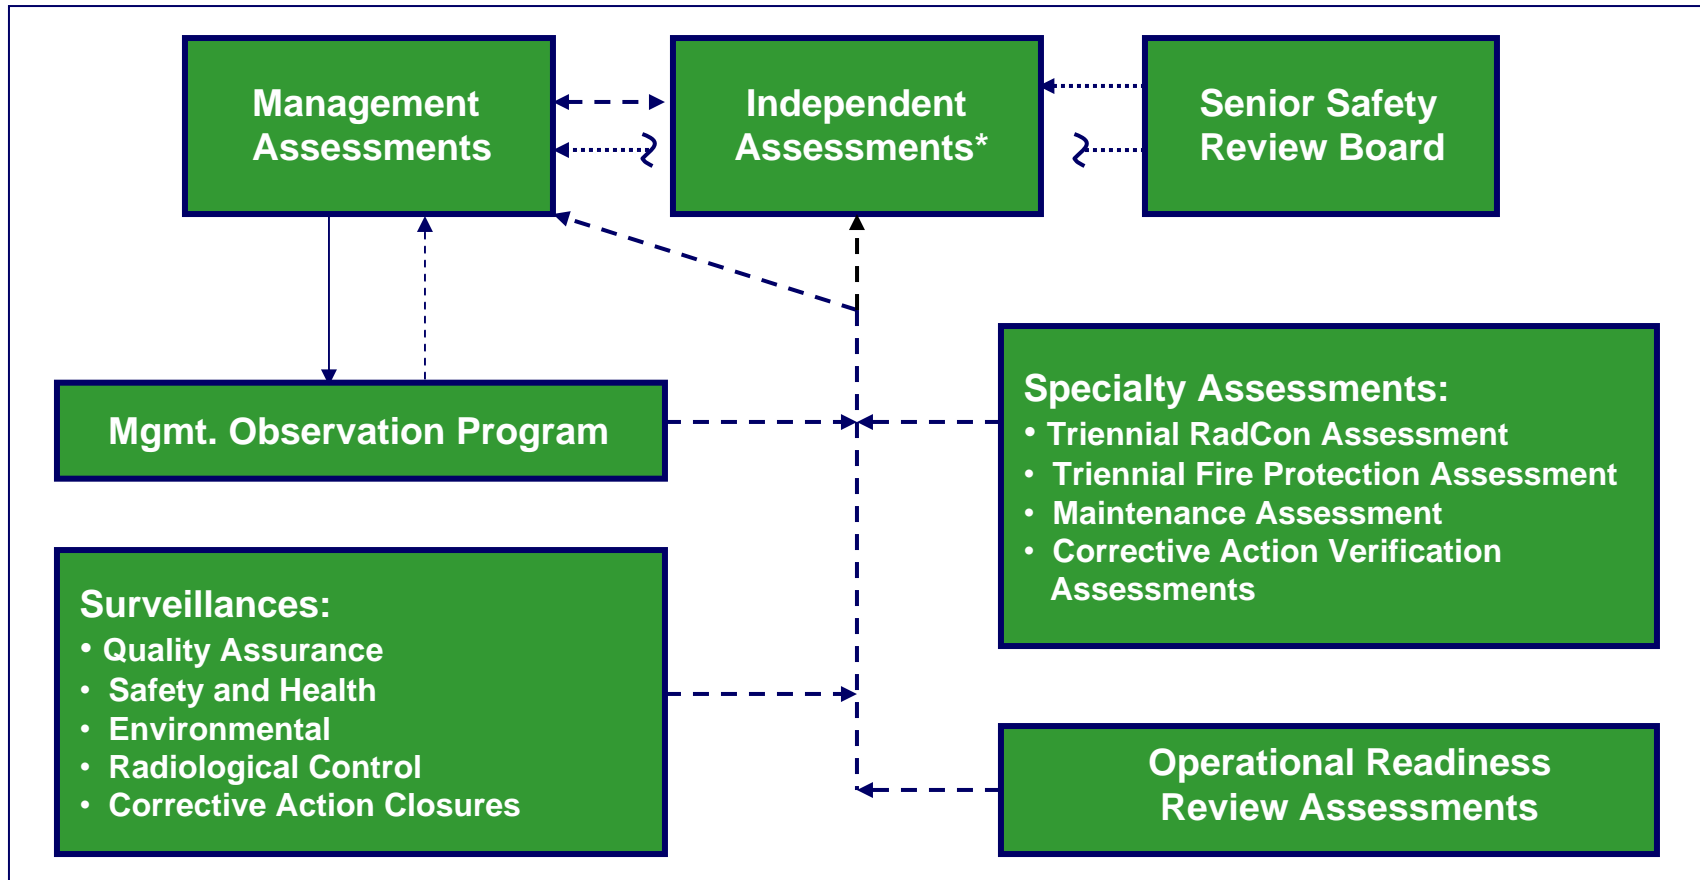 Management
Assessments
Independent
Assessments*
Senior Safety
Review Board
Mgmt. Observation Program
Specialty Assessments:
• Triennial RadCon Assessment
• Triennial Fire Protection Assessment
• Maintenance Assessment
• Corrective Action Verification
Assessments
Surveillances:
• Quality Assurance
• Safety and Health
• Environmental
• Radiological Control
• Corrective Action Closures
Operational Readiness
Review Assessments